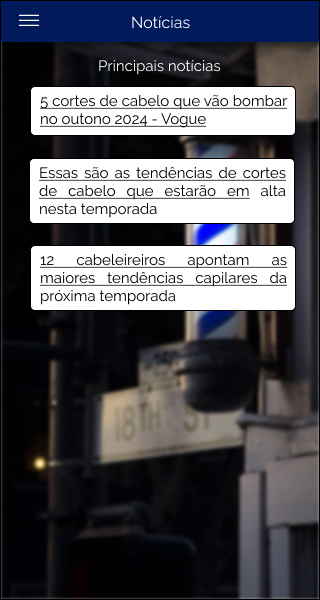 Notícias
Principais notícias
5 cortes de cabelo que vão bombar
no outono 2024 - Vogue
Essas são as tendências de cortes
de cabelo que estarão em alta
nesta temporada
12 cabeleireiros apontam as
maiores tendências capilares da
próxima temporada
18TH ST